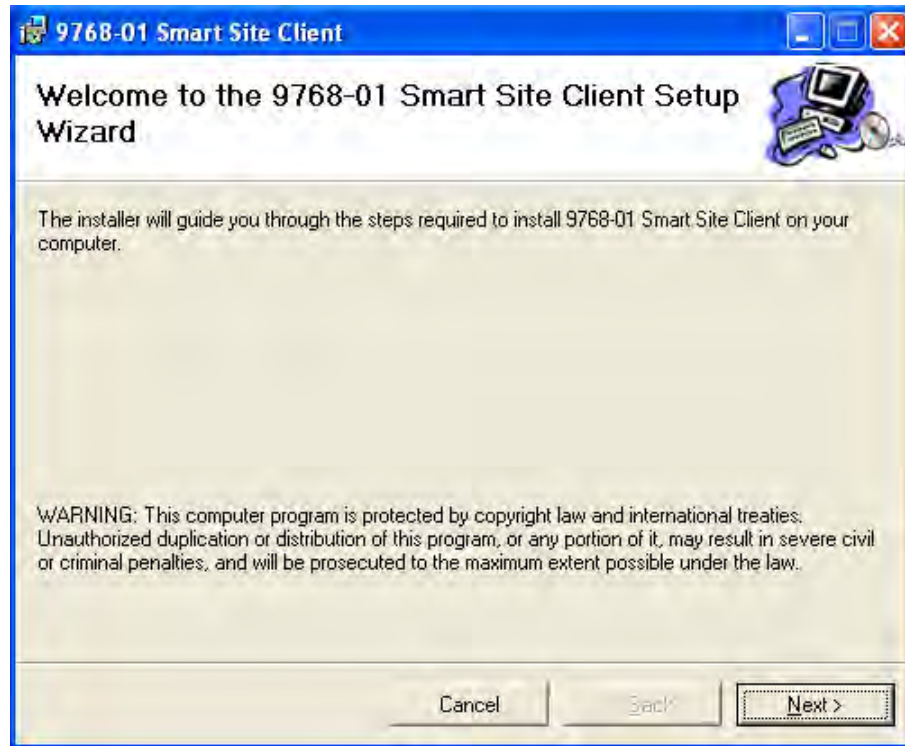 9768-01 Smart Site Client
Welcome to the 9768-01 Smart Site Client Setup
Wizard
The installer will guide you through the steps required to install 9768-01 Smart Site Client on your
computer.
WARNING: This computer program is protected by copyright law and international treaties.
Unauthorized duplication or distribution of this program, or any portion of it, may result in severe civil
or criminal penalties, and will be prosecuted to the maximum extent possible under the law.
Cancel
Back
Next >